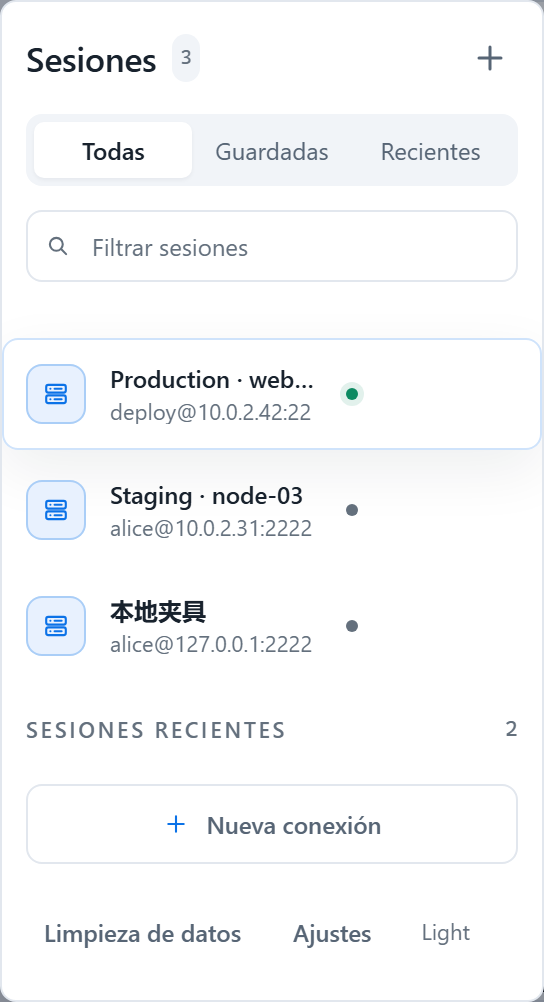 Sesiones 3
Todas Guardadas Recientes
Filtrar sesiones
Production · web...
deploy@10.0.2.42:22
Staging · node-03
alice@10.0.2.31:2222
本地夹具
alice@127.0.0.1:2222
SESIONES RECIENTES 2
Nueva conexión
Limpieza de datos Ajustes Light